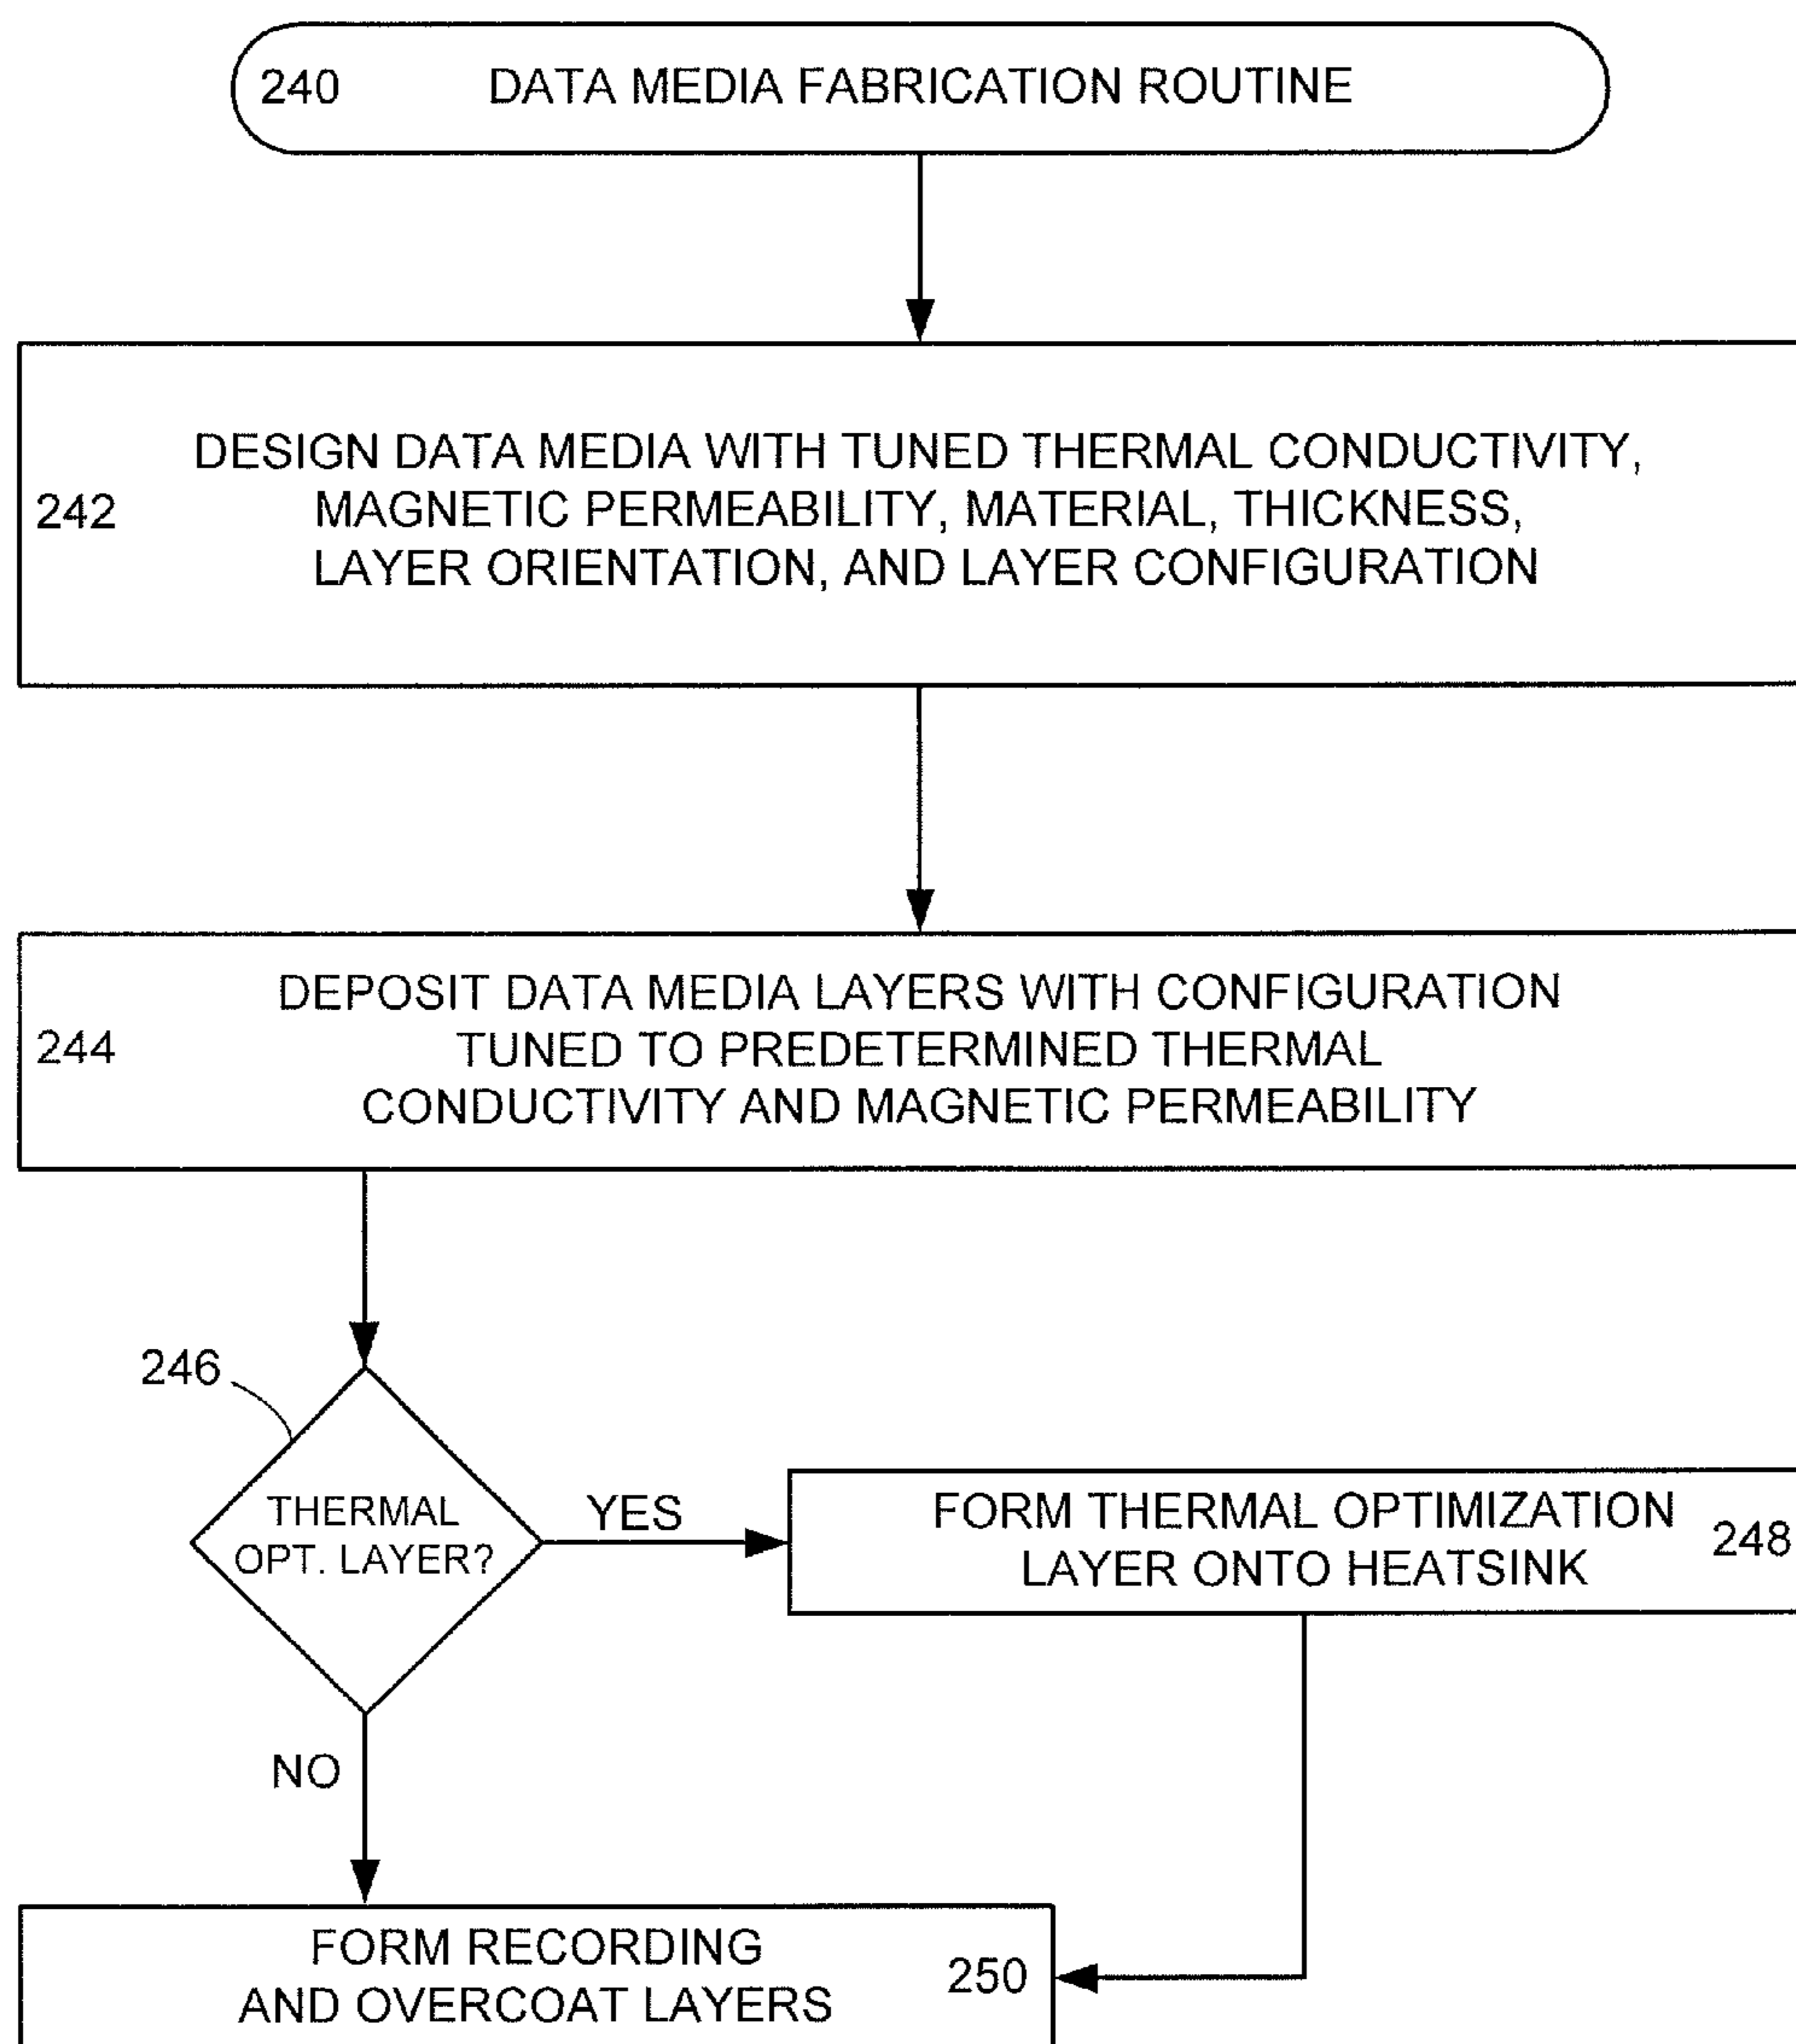 240 DATA MEDIA FABRICATION ROUTINE
DESIGN DATA MEDIA WITH TUNED THERMAL CONDUCTIVITY,
242 MAGNETIC PERMEABILITY, MATERIAL, THICKNESS,
LAYER ORIENTATION, AND LAYER CONFIGURATION
DEPOSIT DATA MEDIA LAYERS WITH CONFIGURATION
244 TUNED TO PREDETERMINED THERMAL
CONDUCTIVITY AND MAGNETIC PERMEABILITY
246
THERMAL
OPT. LAYER?
YES
FORM THERMAL OPTIMIZATION
LAYER ONTO HEATSINK
248
NO
FORM RECORDING
AND OVERCOAT LAYERS
250